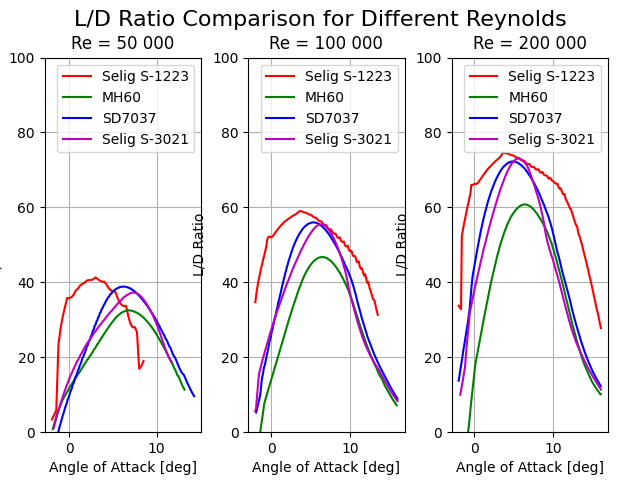 L/D Ratio Comparison for Different Reynolds
Re = 50 000
Re = 100 000
Re = 200 000
100
80
60
40
20
0
Selig S-1223
MH60
SD7037
Selig S-3021
0
10
Angle of Attack [deg]
L/D Ratio
100
80
60
40
20
0
Selig S-1223
MH60
SD7037
Selig S-3021
0
10
Angle of Attack [deg]
L/D Ratio
100
80
60
40
20
0
Selig S-1223
MH60
SD7037
Selig S-3021
0
10
Angle of Attack [deg]